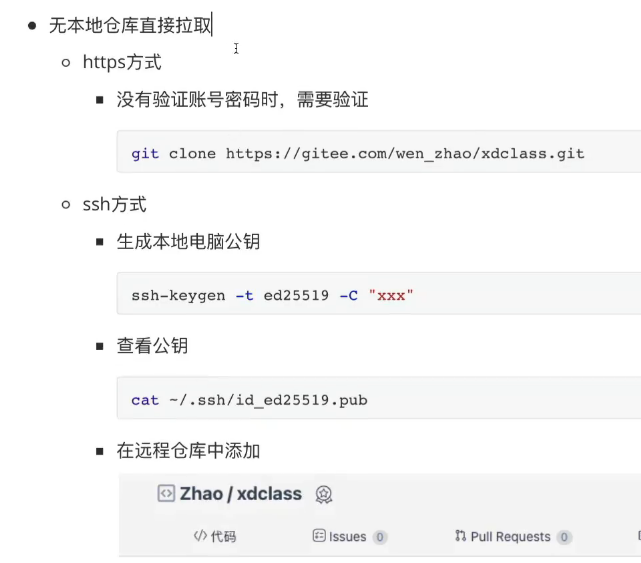 无本地仓库直接拉取
https方式
没有验证账号密码时，需要验证
git clone https://gitee.com/wen_zhao/xdclass.git
ssh方式
生成本地电脑公钥
ssh-keygen -t ed25519 -C "xxx"
查看公钥
cat ~/.ssh/id_ed25519.pub
在远程仓库中添加
Zhao / xdclass
代码 Issues 0 Pull Requests 0